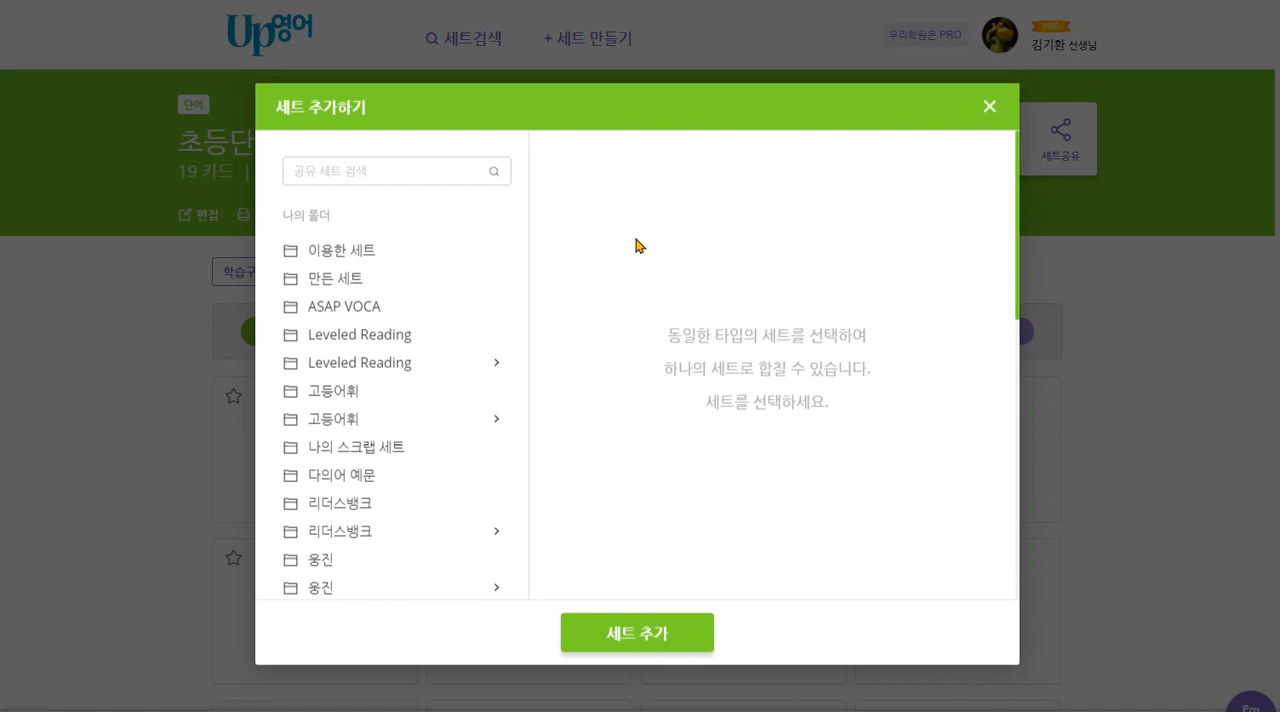 Up영어
세트검색
+ 세트 만들기
우리학원은 PRO
PRO
김기환 선생님
단어
초등단
19 카드 |
편집
세트공유
학습구
세트 추가하기
공유 세트 검색
나의 폴더
이용한 세트
만든 세트
ASAP VOCA
Leveled Reading
Leveled Reading
고등어휘
고등어휘
나의 스크랩 세트
다의어 예문
리더스뱅크
리더스뱅크
웅진
웅진
동일한 타입의 세트를 선택하여
하나의 세트로 합칠 수 있습니다.
세트를 선택하세요.
세트 추가
Pro